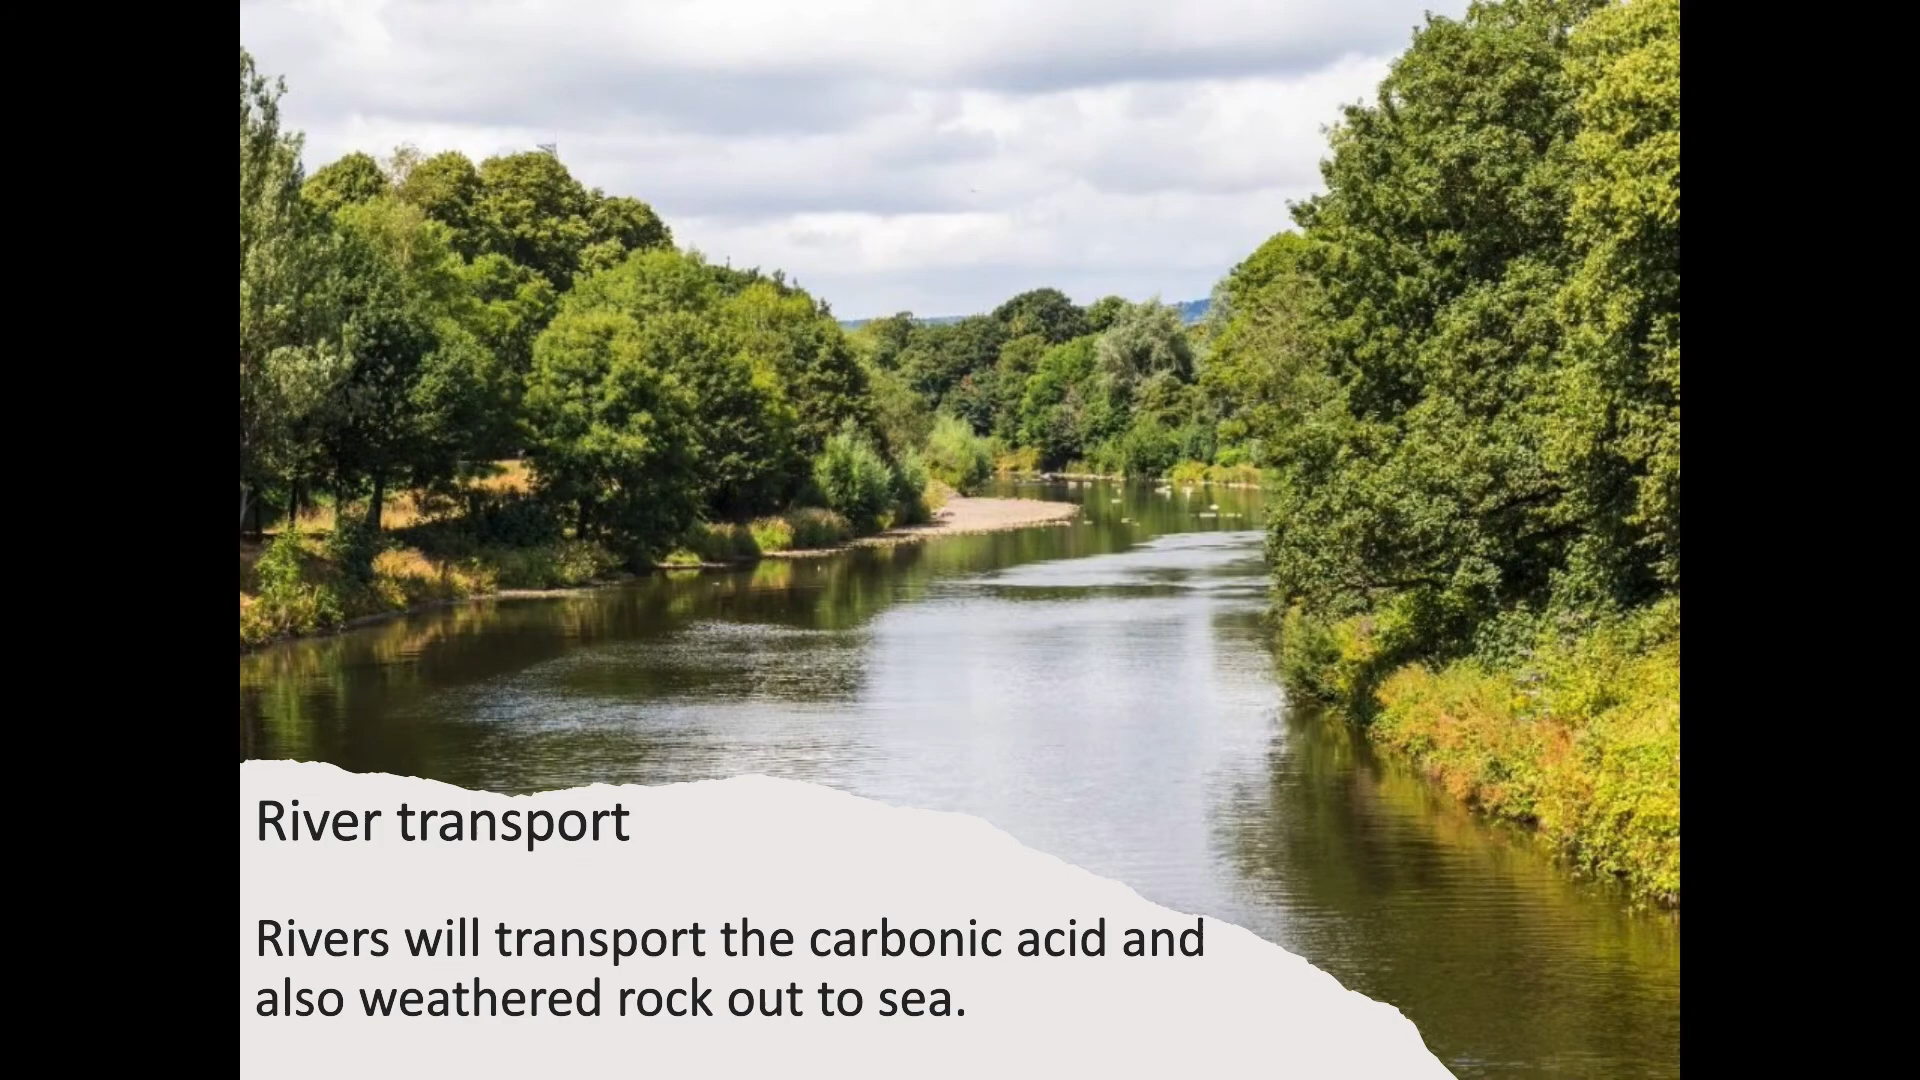 River transport
Rivers will transport the carbonic acid and
also weathered rock out to sea.